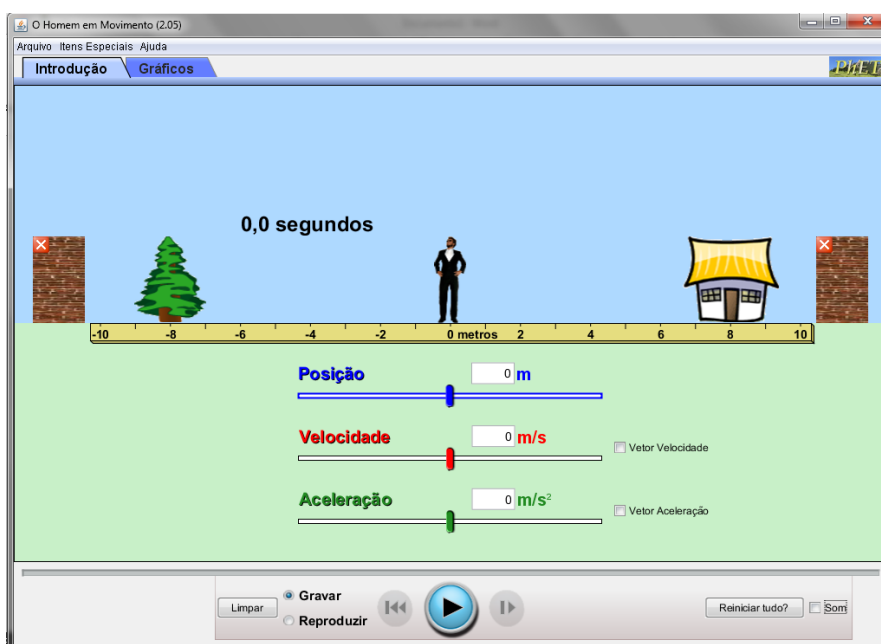 O Homem em Movimento (2.05)
Arquivo Itens Especiais Ajuda
Introdução Gráficos
PhET
0,0 segundos
-10 -8 -6 -4 -2 0 metros 2 4 6 8 10
Posição 0 m
Velocidade 0 m/s
Vetor Velocidade
Aceleração 0 m/s²
Vetor Aceleração
Gravar
Limpar Reiniciar tudo? Som
Reproduzir